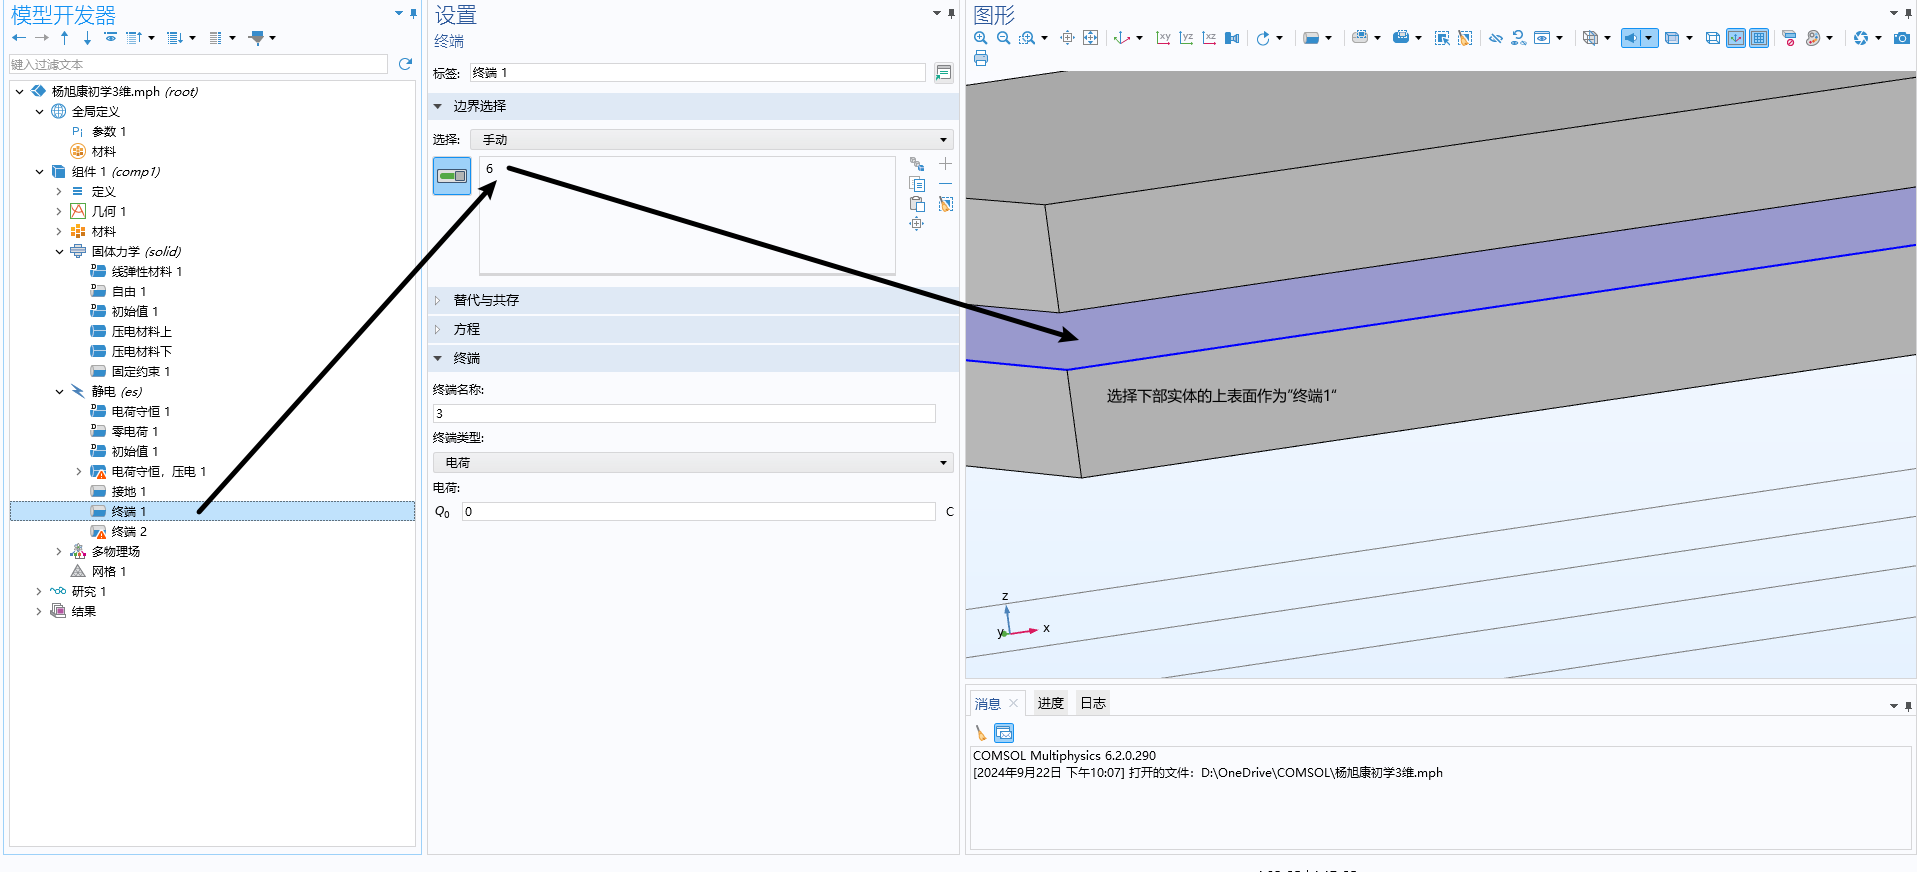 模型开发器
键入过滤文本
杨旭康初学3维.mph (root)
全局定义
Pi 参数 1
材料
组件 1 (comp1)
定义
几何 1
材料
固体力学 (solid)
线弹性材料 1
自由 1
初始值 1
压电材料上
压电材料下
固定约束 1
静电 (es)
电荷守恒 1
零电荷 1
初始值 1
电荷守恒，压电 1
接地 1
终端 1
终端 2
多物理场
网格 1
研究 1
结果
设置
终端
标签: 终端 1
边界选择
选择: 手动
6
替代与共存
方程
终端
终端名称:
3
终端类型:
电荷
电荷:
Q0 0 C
图形
xy yz xz
选择下部实体的上表面作为"终端1"
z
y x
消息 进度 日志
COMSOL Multiphysics 6.2.0.290
[2024年9月22日 下午10:07] 打开的文件：D:\OneDrive\COMSOL\杨旭康初学3维.mph